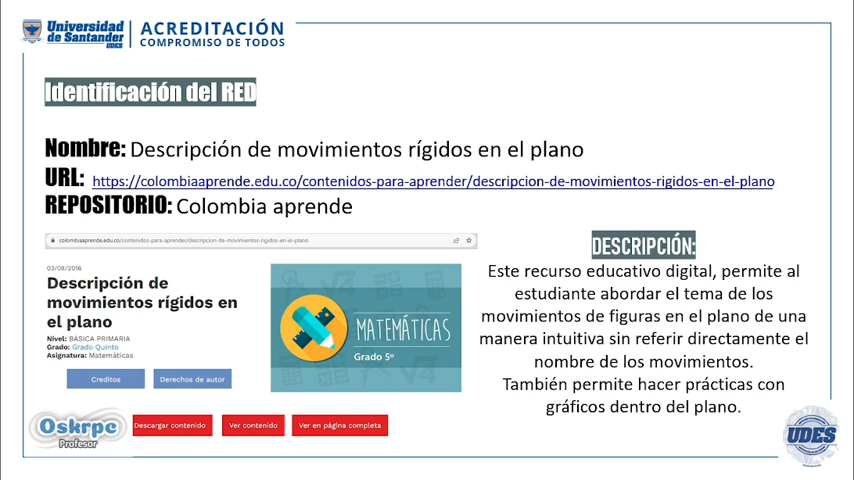 Universidad
de Santander
UDES
ACREDITACIÓN
COMPROMISO DE TODOS
Identificación del RED
Nombre: Descripción de movimientos rígidos en el plano
URL: https://colombiaaprende.edu.co/contenidos-para-aprender/descripcion-de-movimientos-rigidos-en-el-plano
REPOSITORIO: Colombia aprende
colombiaaprende.edu.co/contenidos-para-aprender/descripcion-de-movimientos-rigidos-en-el-plano
03/08/2016
Descripción de
movimientos rígidos en
el plano
Nivel: BÁSICA PRIMARIA
Grado: Grado Quinto
Asignatura: Matemáticas
Creditos
Derechos de autor
MATEMÁTICAS
Grado 5º
Descargar contenido
Ver contenido
Ver en página completa
DESCRIPCIÓN:
Este recurso educativo digital, permite al
estudiante abordar el tema de los
movimientos de figuras en el plano de una
manera intuitiva sin referir directamente el
nombre de los movimientos.
También permite hacer prácticas con
gráficos dentro del plano.
Oskrpc
Profesor
UDES